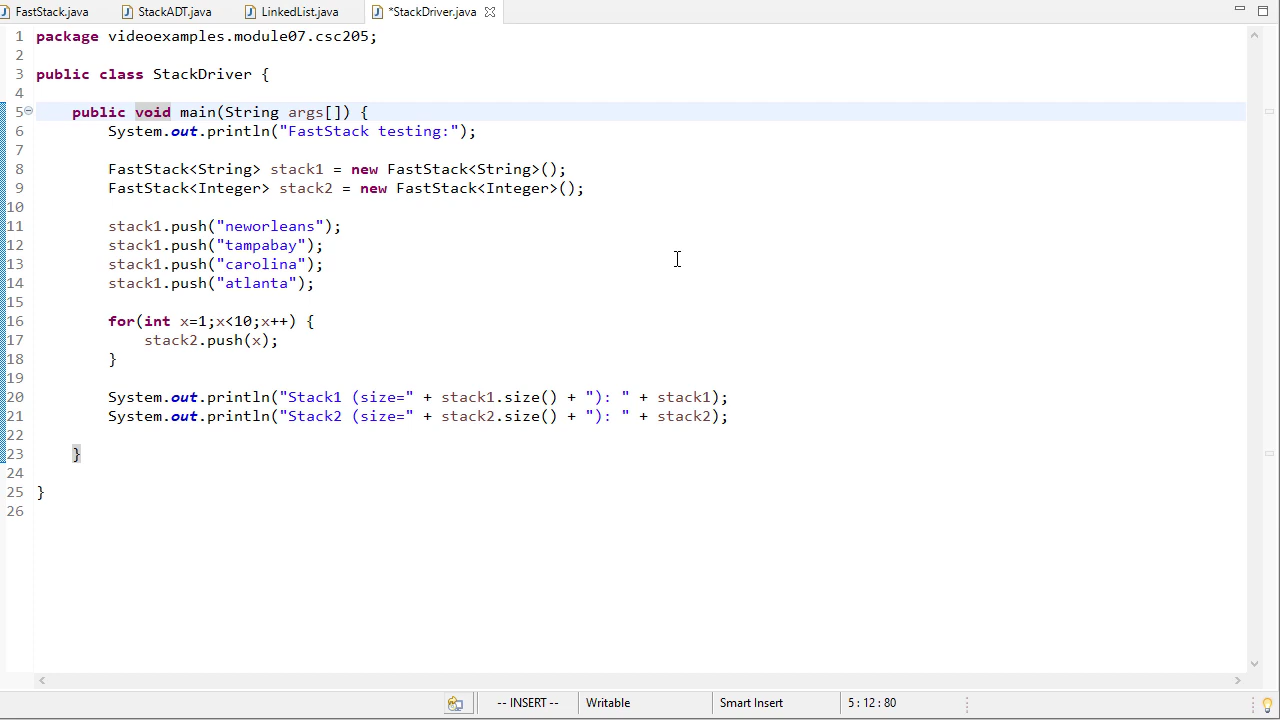 FastStack.java StackADT.java LinkedList.java *StackDriver.java
1 package videoexamples.module07.csc205;
2
3 public class StackDriver {
4
5 public void main(String args[]) {
6 System.out.println("FastStack testing:");
7
8 FastStack<String> stack1 = new FastStack<String>();
9 FastStack<Integer> stack2 = new FastStack<Integer>();
10
11 stack1.push("neworleans");
12 stack1.push("tampabay");
13 stack1.push("carolina");
14 stack1.push("atlanta");
15
16 for(int x=1;x<10;x++) {
17 stack2.push(x);
18 }
19
20 System.out.println("Stack1 (size=" + stack1.size() + "): " + stack1);
21 System.out.println("Stack2 (size=" + stack2.size() + "): " + stack2);
22
23 }
24
25 }
26
-- INSERT -- Writable Smart Insert 5 : 12 : 80